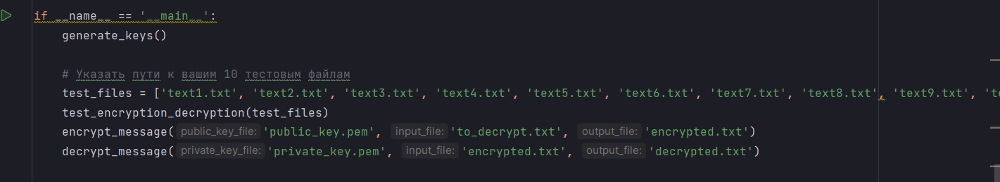 if __name__ == '__main__':
generate_keys()
# Указать пути к вашим 10 тестовым файлам
test_files = ['text1.txt', 'text2.txt', 'text3.txt', 'text4.txt', 'text5.txt', 'text6.txt', 'text7.txt', 'text8.txt', 'text9.txt',
test_encryption_decryption(test_files)
encrypt_message(public_key_file: 'public_key.pem', input_file: 'to_decrypt.txt', output_file: 'encrypted.txt')
decrypt_message(private_key_file: 'private_key.pem', input_file: 'encrypted.txt', output_file: 'decrypted.txt')